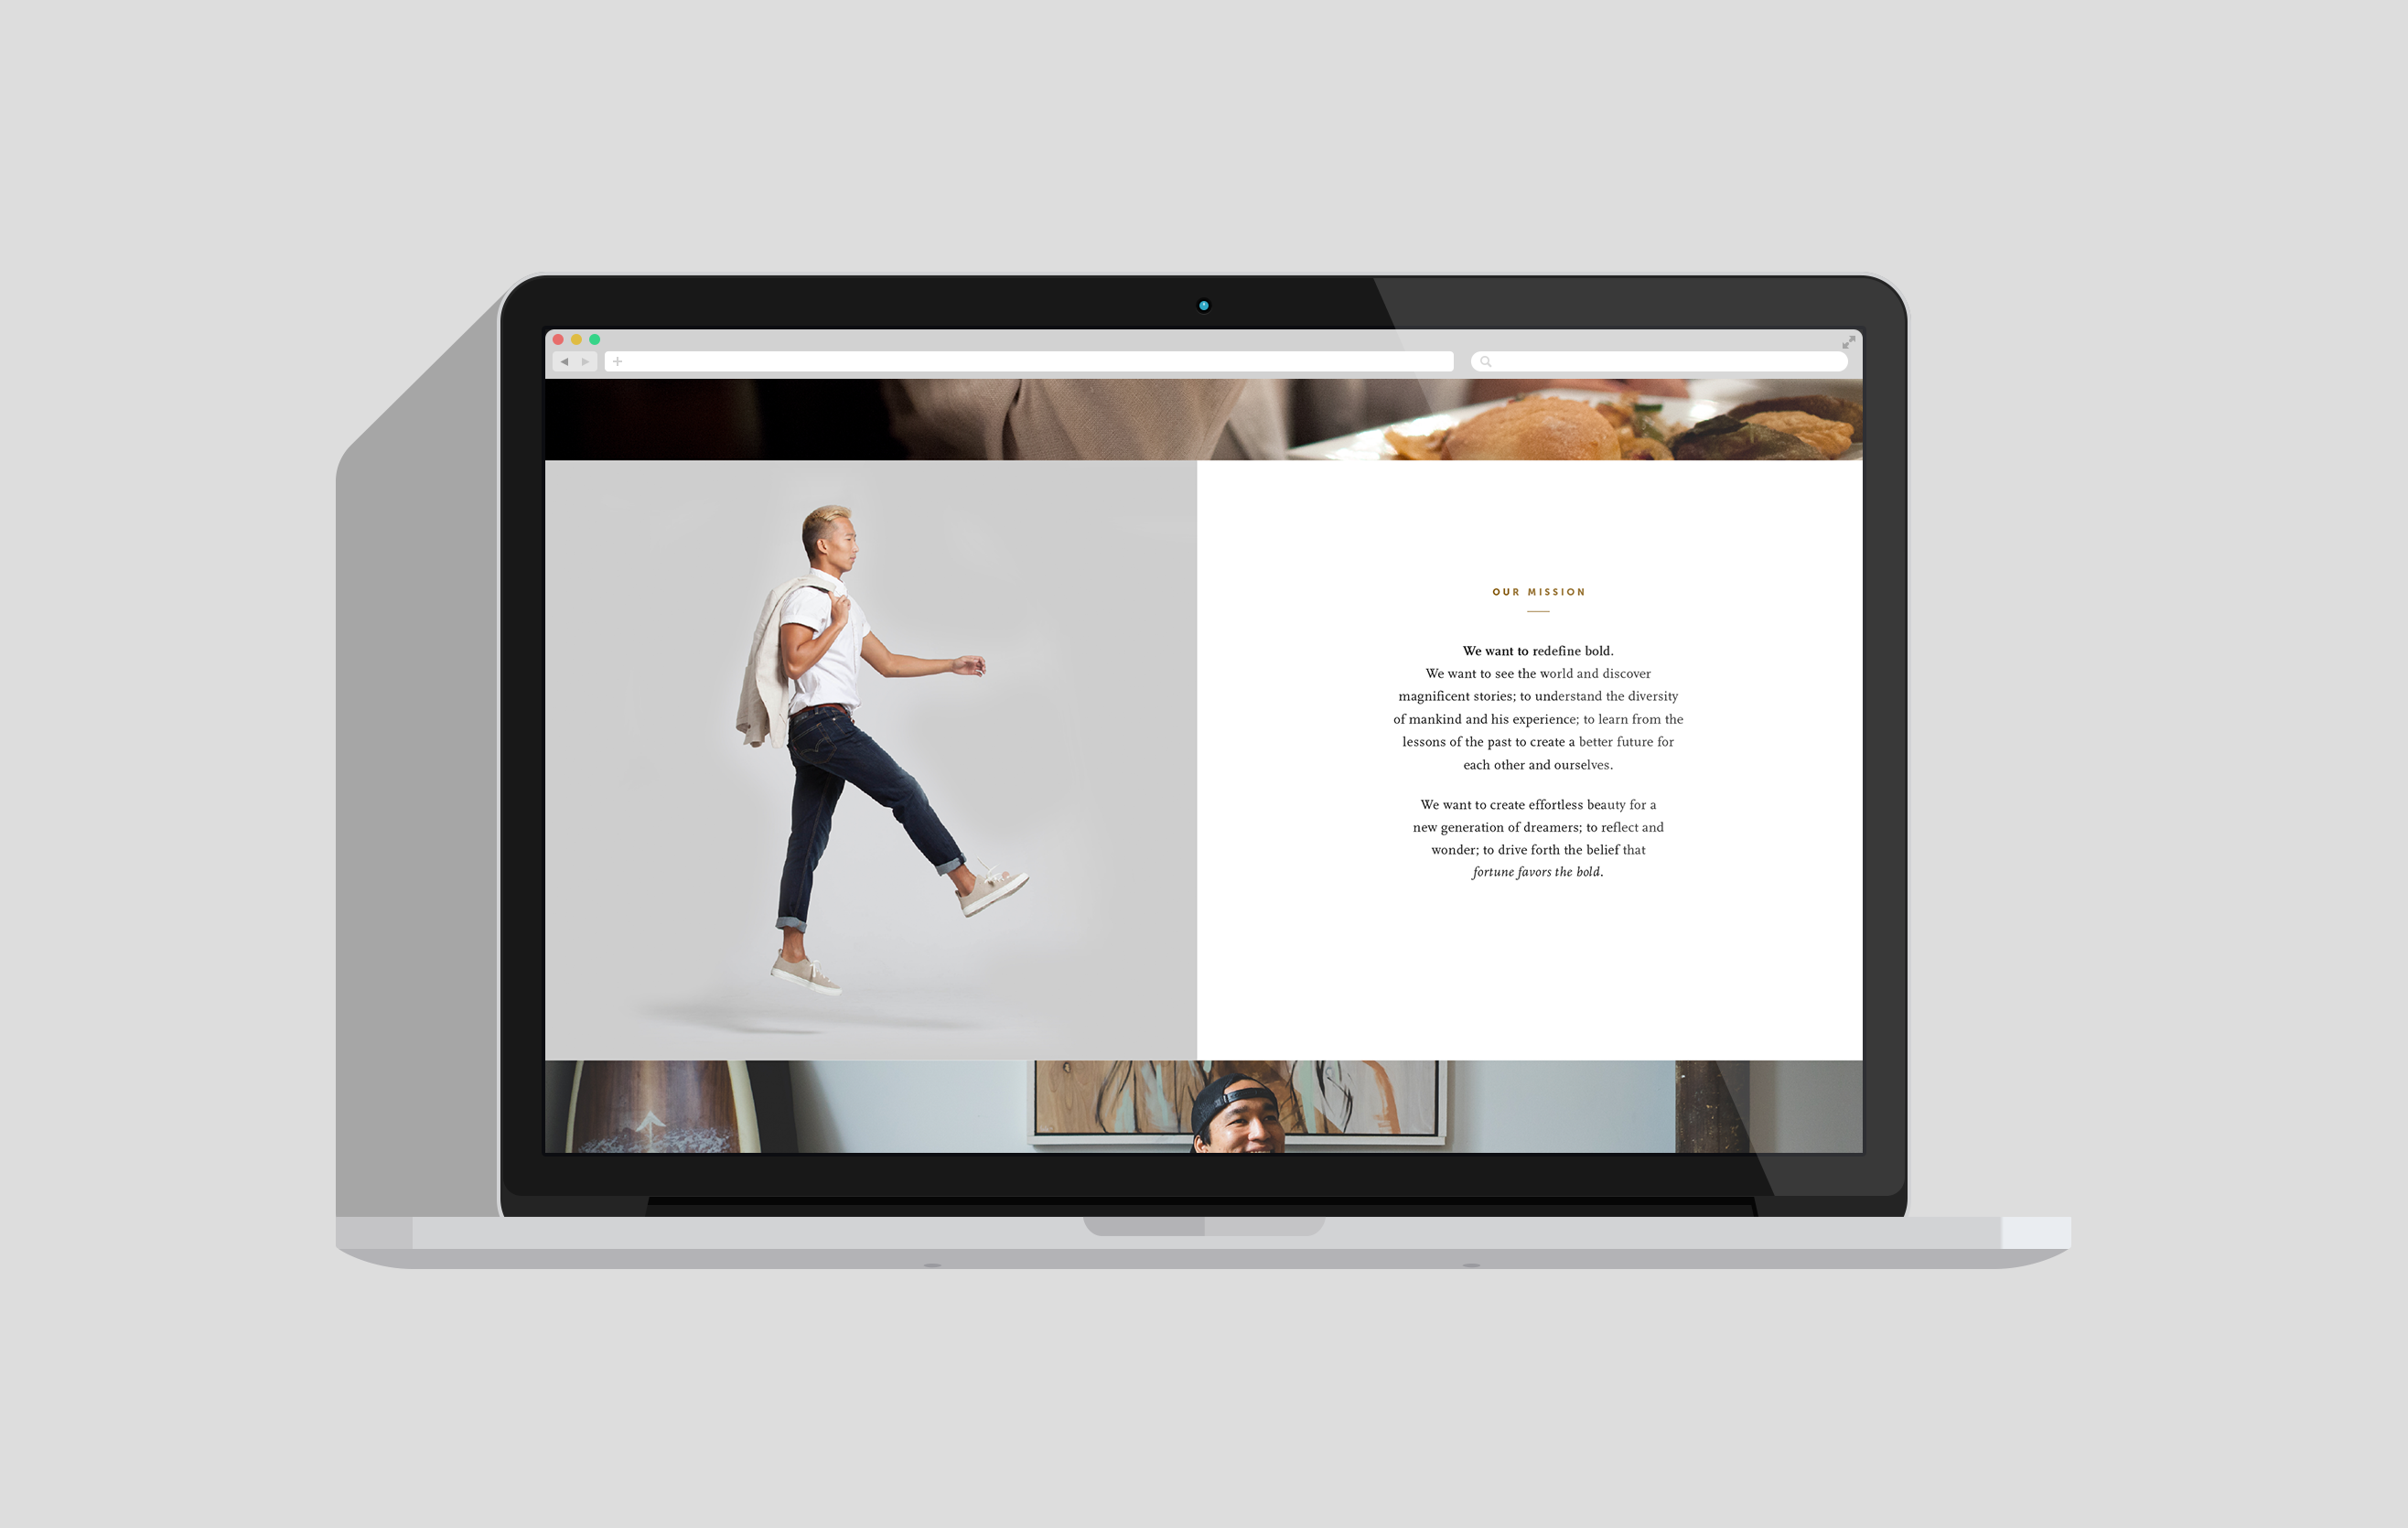 OUR MISSION
We want to redefine bold.
We want to see the world and discover
magnificent stories; to understand the diversity
of mankind and his experience; to learn from the
lessons of the past to create a better future for
each other and ourselves.
We want to create effortless beauty for a
new generation of dreamers; to reflect and
wonder; to drive forth the belief that
fortune favors the bold.